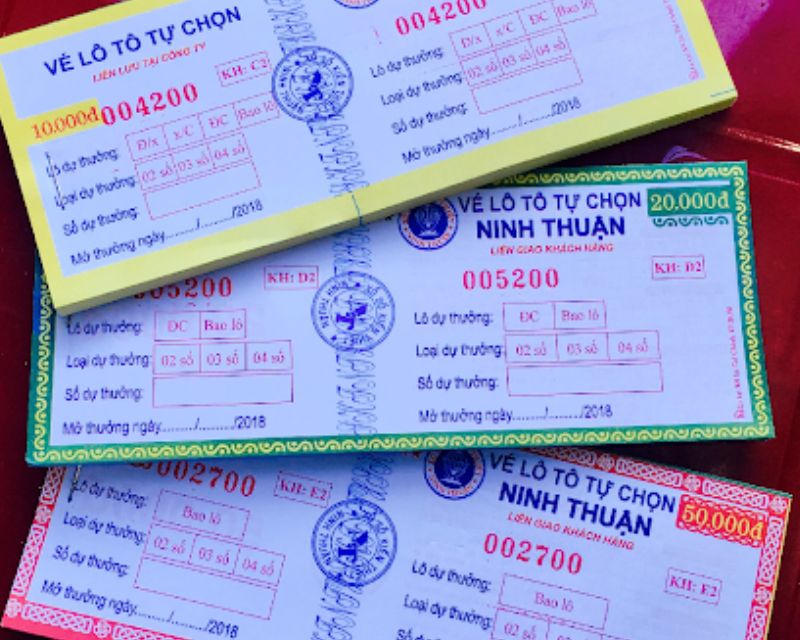 VÉ LÔ TÔ TỰ CHỌN
LIÊN LƯU TẠI CÔNG TY
KH: C2
10.000đ 004200
Lô dự thưởng: Đ/x x/C ĐC Bao lô
Loại dự thưởng: 02 số 03 số 04 số
Số dự thưởng:
Mở thưởng ngày......../......../2018
004200
Lô dự thưởng: Đ/x x/C ĐC Bao lô
Loại dự thưởng: 02 số 03 số 04 số
Số dự thưởng:
Mở thưởng ngày......../......../2018
005200
KH: D2
Lô dự thưởng: ĐC Bao lô
Loại dự thưởng: 02 số 03 số 04 số
Số dự thưởng:
Mở thưởng ngày......../......../2018
VÉ LÔ TÔ TỰ CHỌN
20.000đ
NINH THUẬN
LIÊN GIAO KHÁCH HÀNG
005200
KH: D2
Lô dự thưởng: ĐC Bao lô
Loại dự thưởng: 02 số 03 số 04 số
Số dự thưởng:
Mở thưởng ngày......../......../2018
002700
KH: E2
Lô dự thưởng: Bao lô
Loại dự thưởng: 02 số 03 số 04 số
Số dự thưởng:
Mở thưởng ngày......../......../2018
VÉ LÔ TÔ TỰ CHỌN
NINH THUẬN
50.000đ
LIÊN GIAO KHÁCH HÀNG
002700
KH: E2
Lô dự thưởng: Bao lô
Loại dự thưởng: 02 số 03 số 04 số
Số dự thưởng: